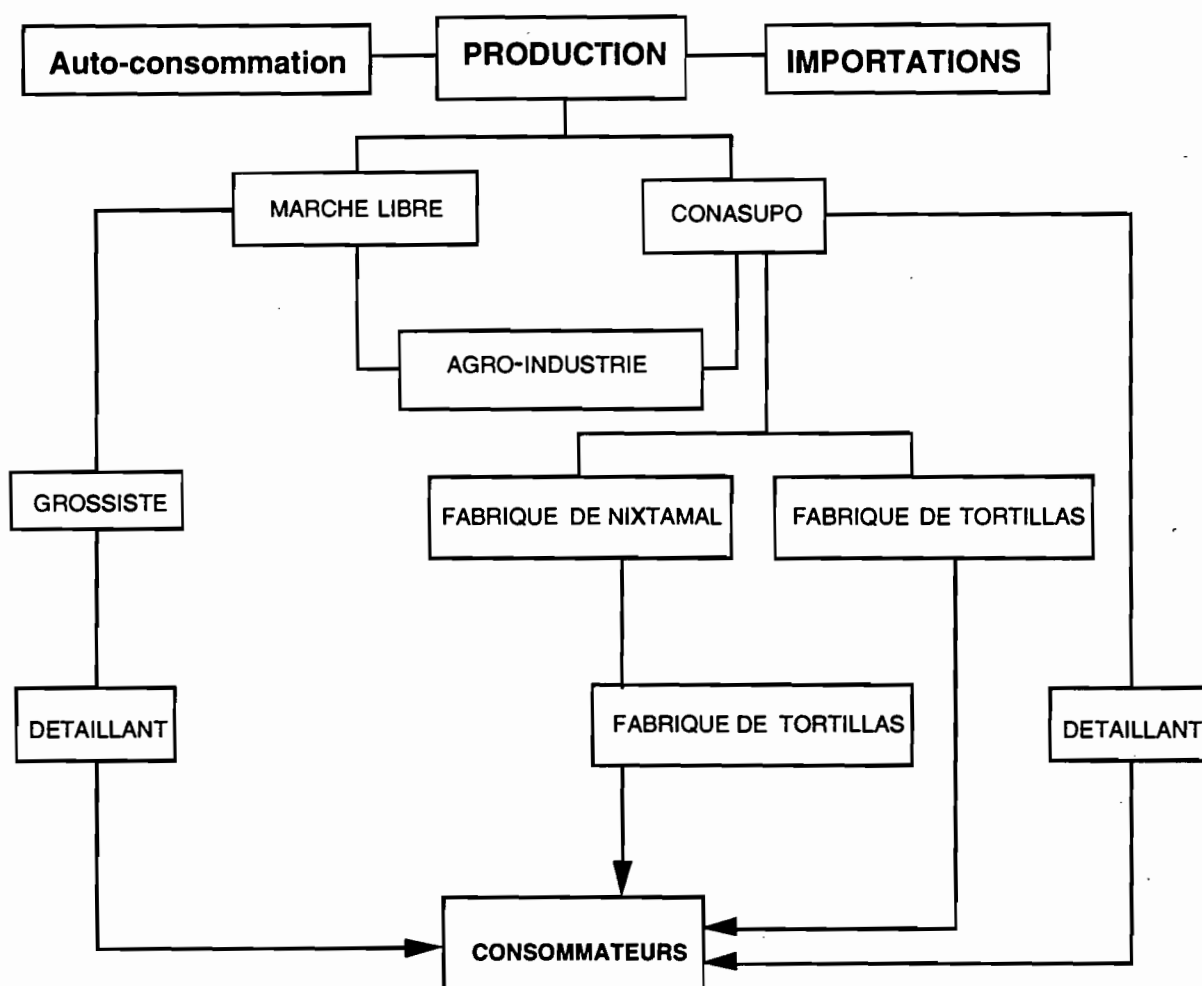 Auto-consommation
PRODUCTION
IMPORTATIONS
MARCHE LIBRE
CONASUPO
AGRO-INDUSTRIE
GROSSISTE
FABRIQUE DE NIXTAMAL
FABRIQUE DE TORTILLAS
DETAILLANT
FABRIQUE DE TORTILLAS
DETAILLANT
CONSOMMATEURS